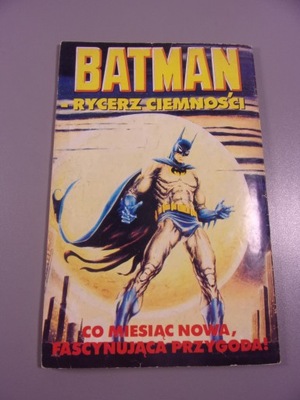 BATMAN
- RYCERZ CIEMNOŚCI
CO MIESIĄC NOWA,
FASCYNUJĄCA PRZYGODA!